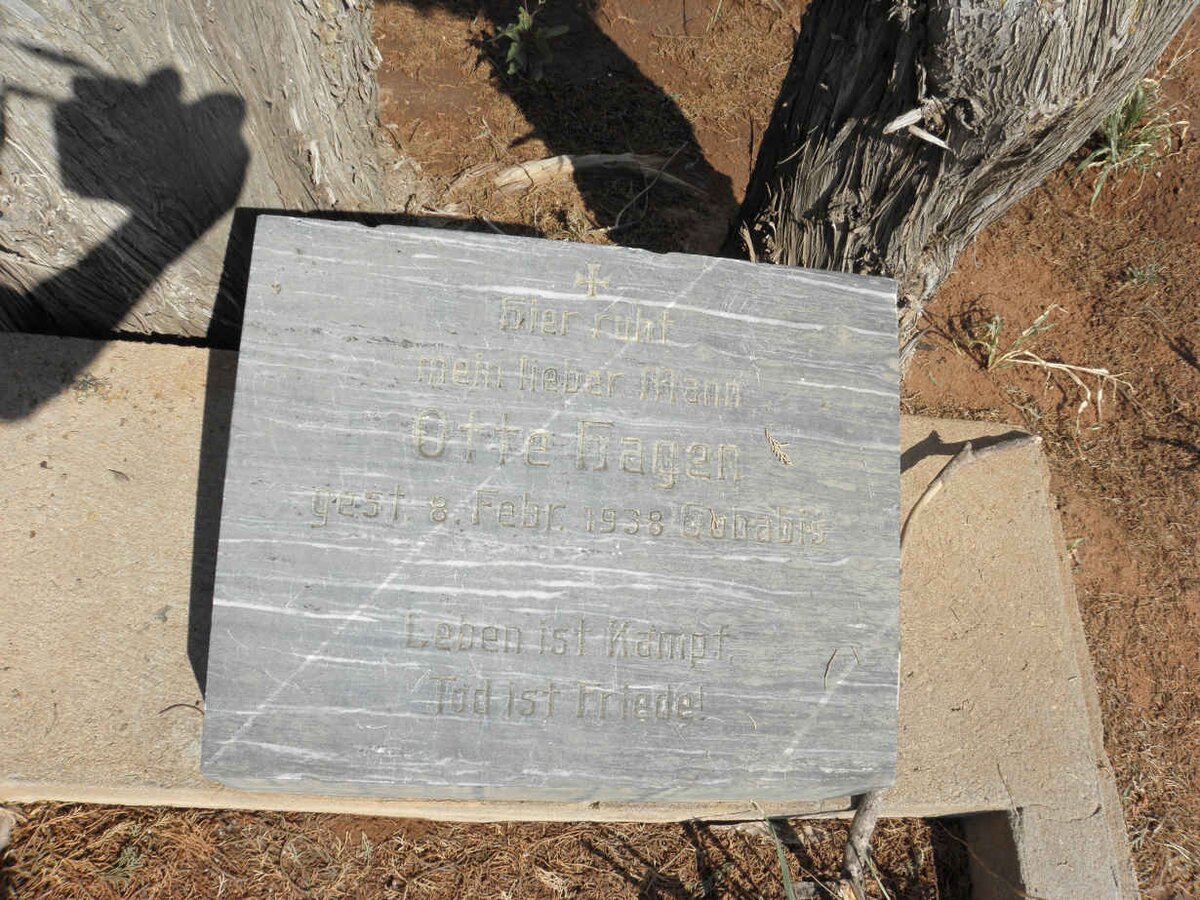 Hier ruht
mein lieber Mann
Otto Hagen
gest. 8. Febr. 1938 Gobabis
Leben ist Kampf,
Tod ist Friede!